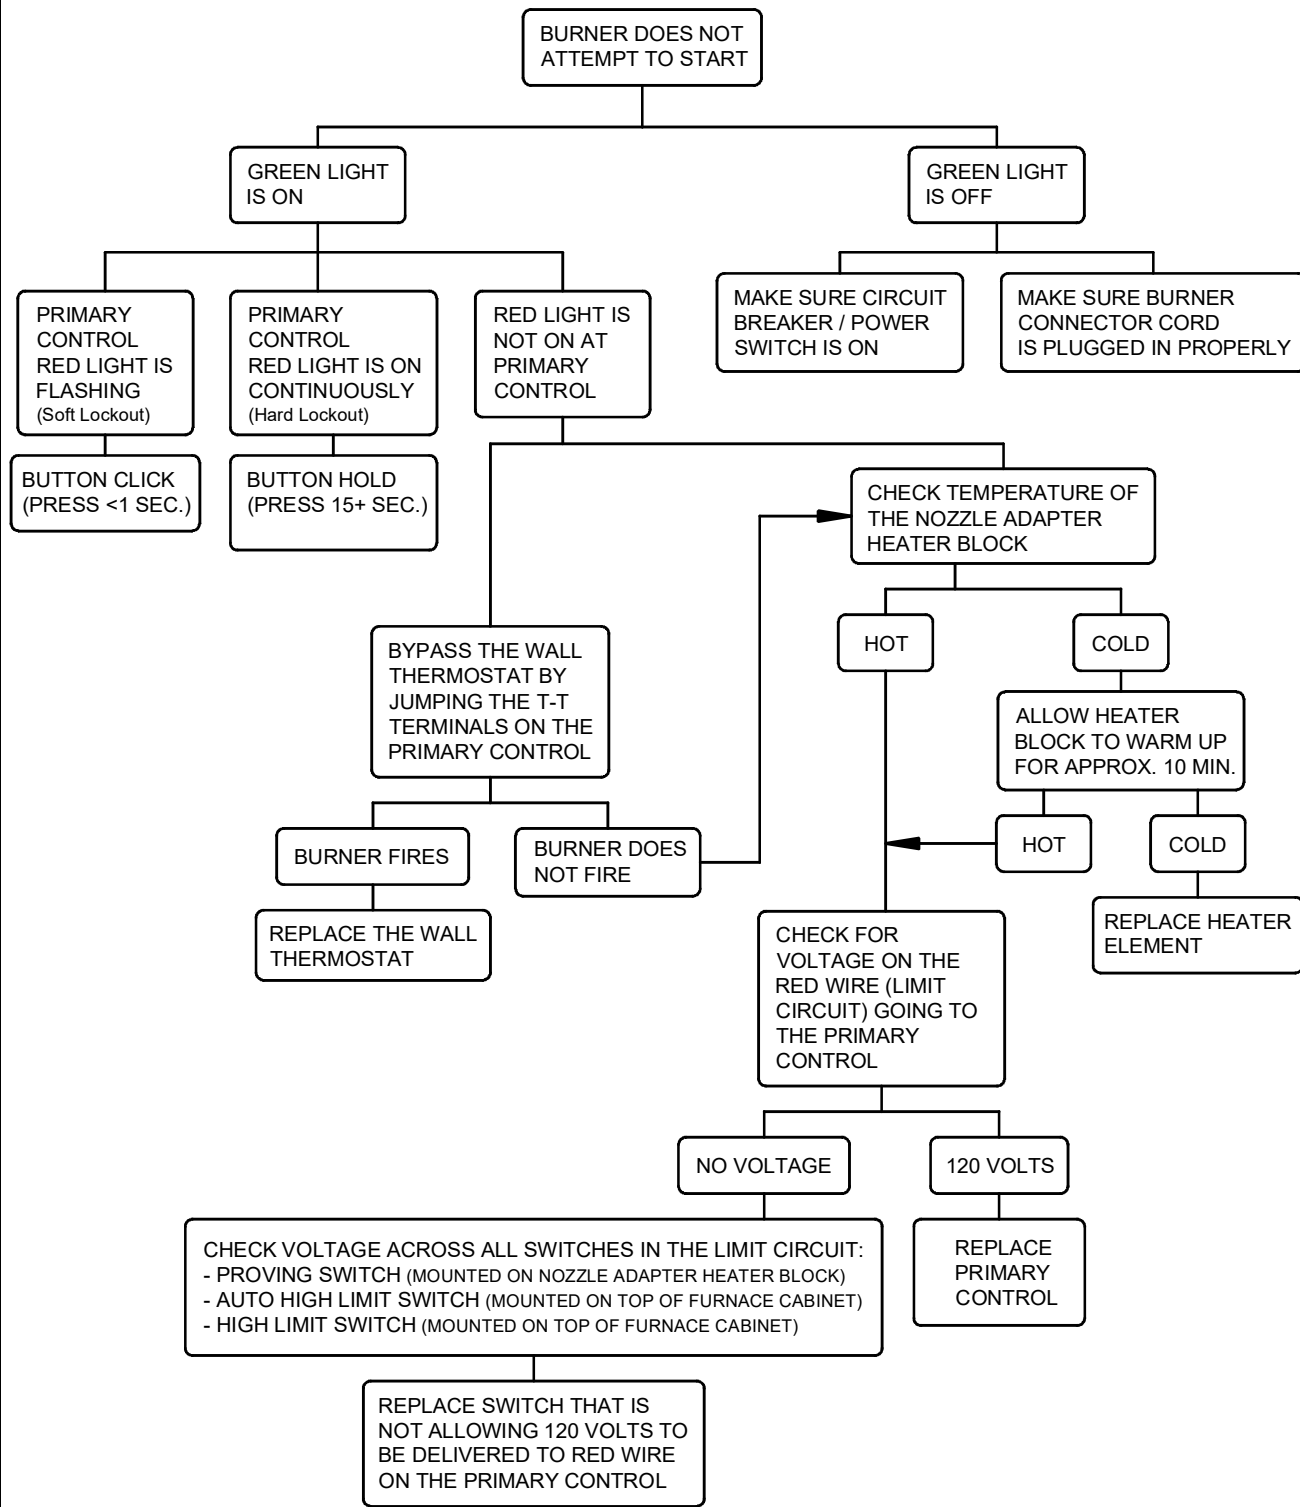 BURNER DOES NOT
ATTEMPT TO START
GREEN LIGHT
IS ON
GREEN LIGHT
IS OFF
PRIMARY
CONTROL
RED LIGHT IS
FLASHING
(Soft Lockout)
PRIMARY
CONTROL
RED LIGHT IS ON
CONTINUOUSLY
(Hard Lockout)
RED LIGHT IS
NOT ON AT
PRIMARY
CONTROL
MAKE SURE CIRCUIT
BREAKER / POWER
SWITCH IS ON
MAKE SURE BURNER
CONNECTOR CORD
IS PLUGGED IN PROPERLY
BUTTON CLICK
(PRESS <1 SEC.)
BUTTON HOLD
(PRESS 15+ SEC.)
CHECK TEMPERATURE OF
THE NOZZLE ADAPTER
HEATER BLOCK
HOT
COLD
BYPASS THE WALL
THERMOSTAT BY
JUMPING THE T-T
TERMINALS ON THE
PRIMARY CONTROL
ALLOW HEATER
BLOCK TO WARM UP
FOR APPROX. 10 MIN.
BURNER FIRES
BURNER DOES
NOT FIRE
HOT
COLD
REPLACE THE WALL
THERMOSTAT
CHECK FOR
VOLTAGE ON THE
RED WIRE (LIMIT
CIRCUIT) GOING TO
THE PRIMARY
CONTROL
REPLACE HEATER
ELEMENT
NO VOLTAGE
120 VOLTS
CHECK VOLTAGE ACROSS ALL SWITCHES IN THE LIMIT CIRCUIT:
- PROVING SWITCH (MOUNTED ON NOZZLE ADAPTER HEATER BLOCK)
- AUTO HIGH LIMIT SWITCH (MOUNTED ON TOP OF FURNACE CABINET)
- HIGH LIMIT SWITCH (MOUNTED ON TOP OF FURNACE CABINET)
REPLACE
PRIMARY
CONTROL
REPLACE SWITCH THAT IS
NOT ALLOWING 120 VOLTS TO
BE DELIVERED TO RED WIRE
ON THE PRIMARY CONTROL